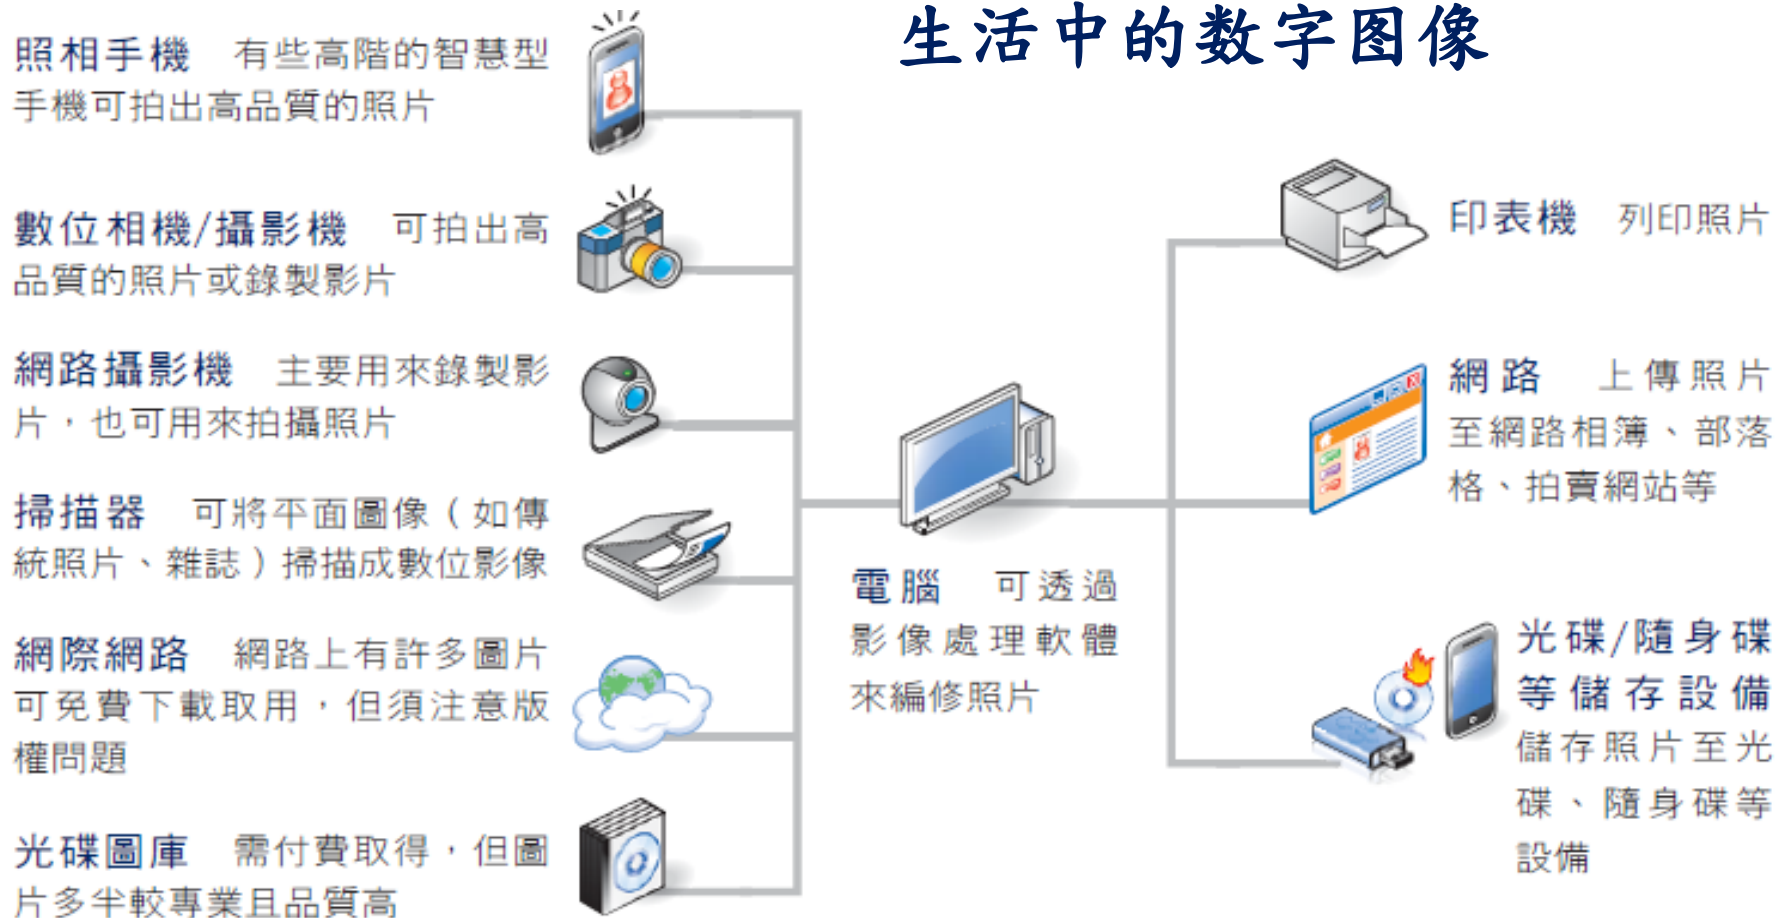 生活中的数字图像
照相手機 有些高階的智慧型
手機可拍出高品質的照片
數位相機/攝影機 可拍出高
品質的照片或錄製影片
網路攝影機 主要用來錄製影
片，也可用來拍攝照片
掃描器 可將平面圖像（如傳
統照片、雜誌）掃描成數位影像
網際網路 網路上有許多圖片
可免費下載取用，但須注意版
權問題
光碟圖庫 需付費取得，但圖
片多半較專業且品質高
電腦 可透過
影像處理軟體
來編修照片
印表機 列印照片
網路 上傳照片
至網路相簿、部落
格、拍賣網站等
光碟/隨身碟
等儲存設備
儲存照片至光
碟、隨身碟等
設備